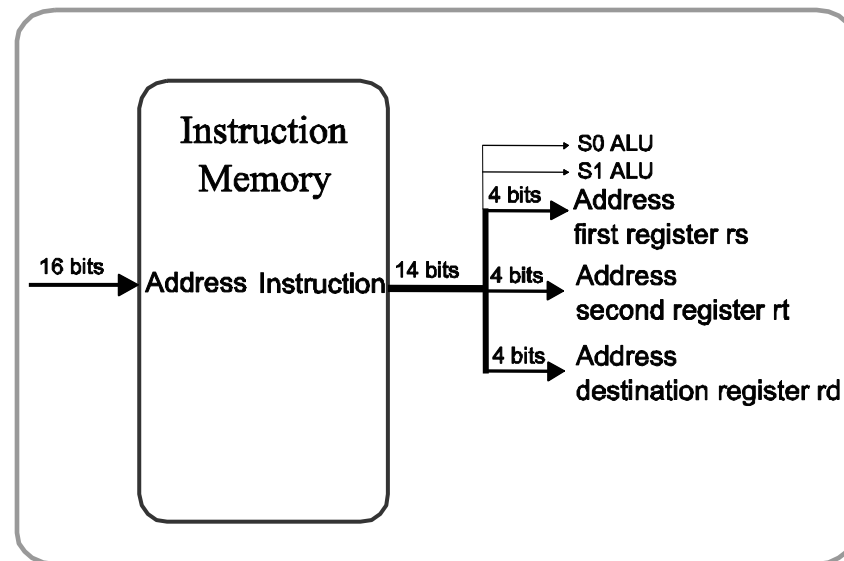 Instruction
Memory
S0 ALU
S1 ALU
4 bits
Address
first register rs
16 bits
Address Instruction
14 bits
4 bits
Address
second register rt
4 bits
Address
destination register rd